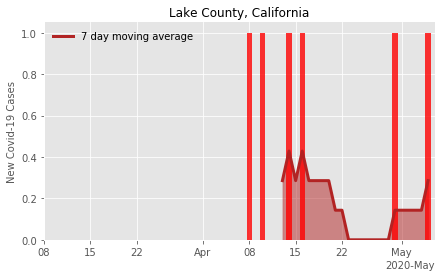 Lake County, California
7 day moving average
New Covid-19 Cases
1.0
0.8
0.6
0.4
0.2
0.0
08 15 22 Apr 08 15 22 May
2020-May